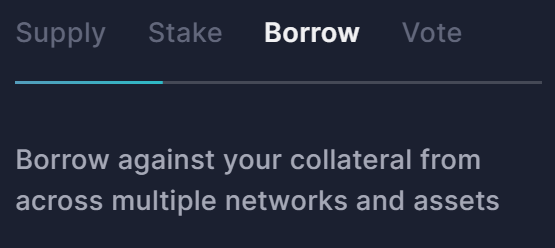 Supply Stake Borrow Vote
Borrow against your collateral from
across multiple networks and assets